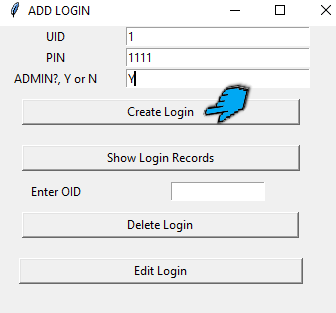 ADD LOGIN
UID 1
PIN 1111
ADMIN?, Y or N Y
Create Login
Show Login Records
Enter OID
Delete Login
Edit Login